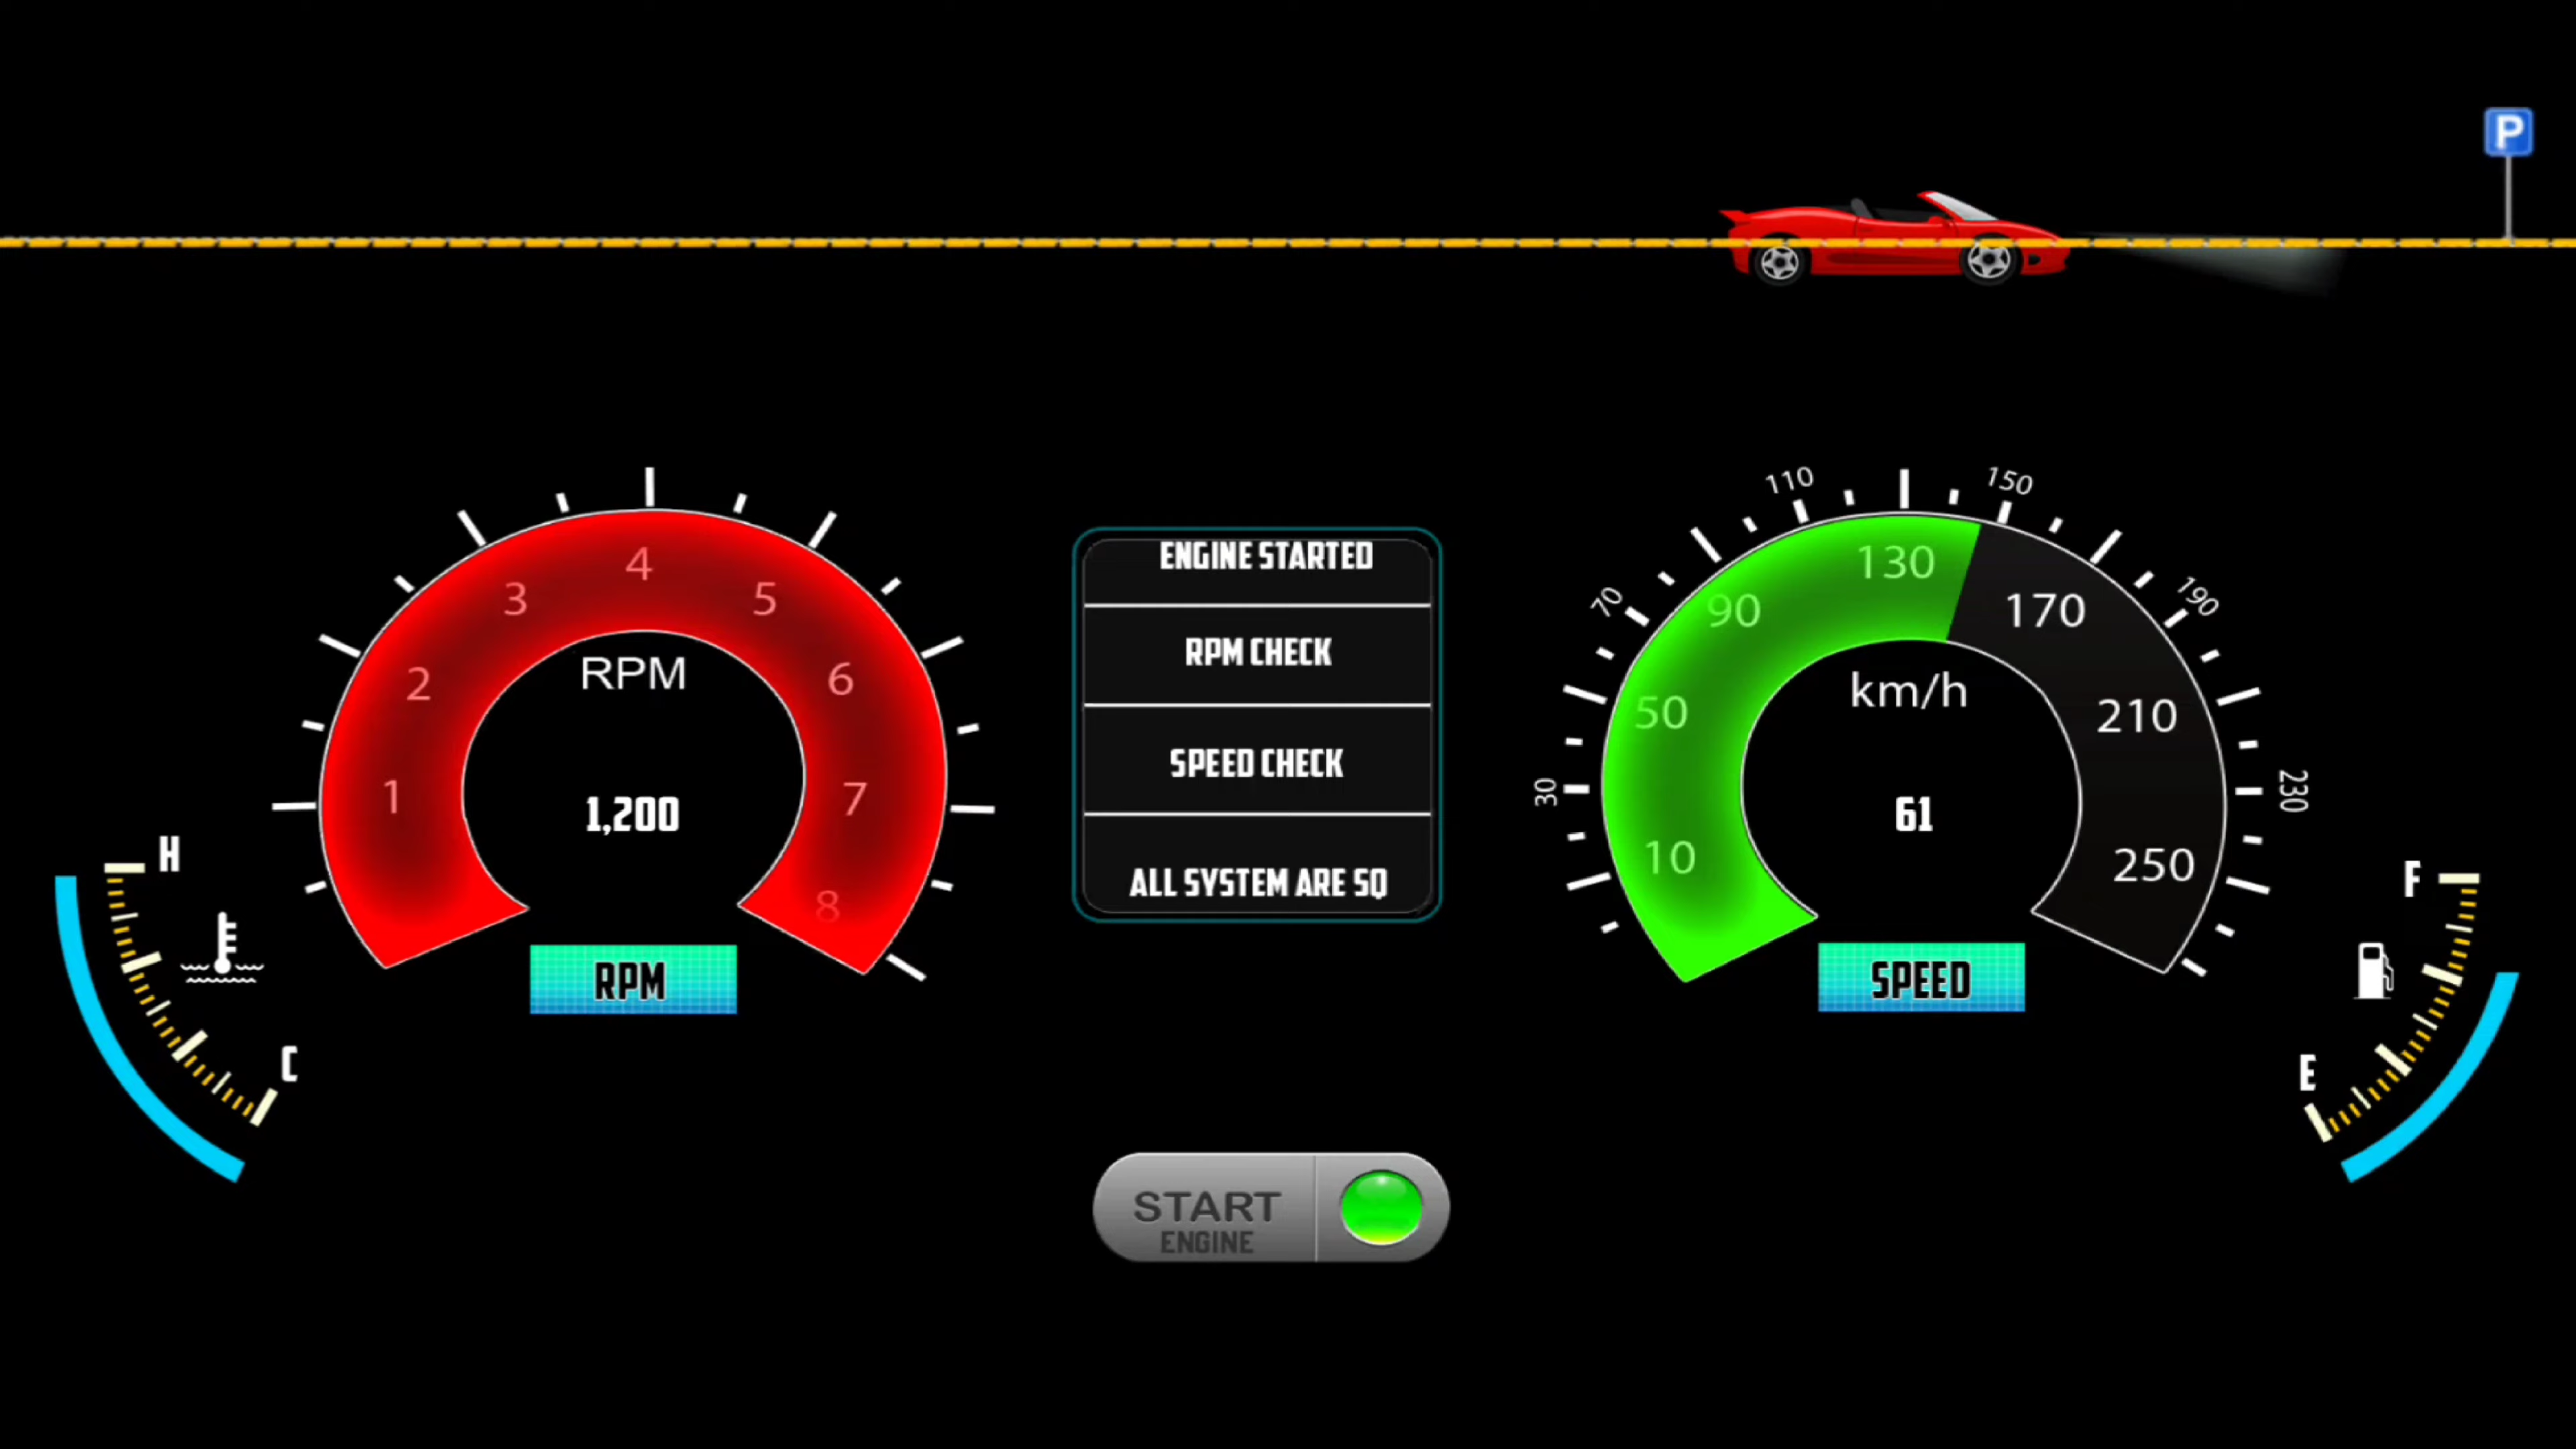 P
110
150
4
130
ENGINE STARTED
3
5
70
90
170
190
RPM CHECK
RPM
km/h
2
6
50
210
SPEED CHECK
1
7
30
230
1,200
61
H
10
250
F
ALL SYSTEM ARE SQ
8
RPM
SPEED
C
E
START
ENGINE